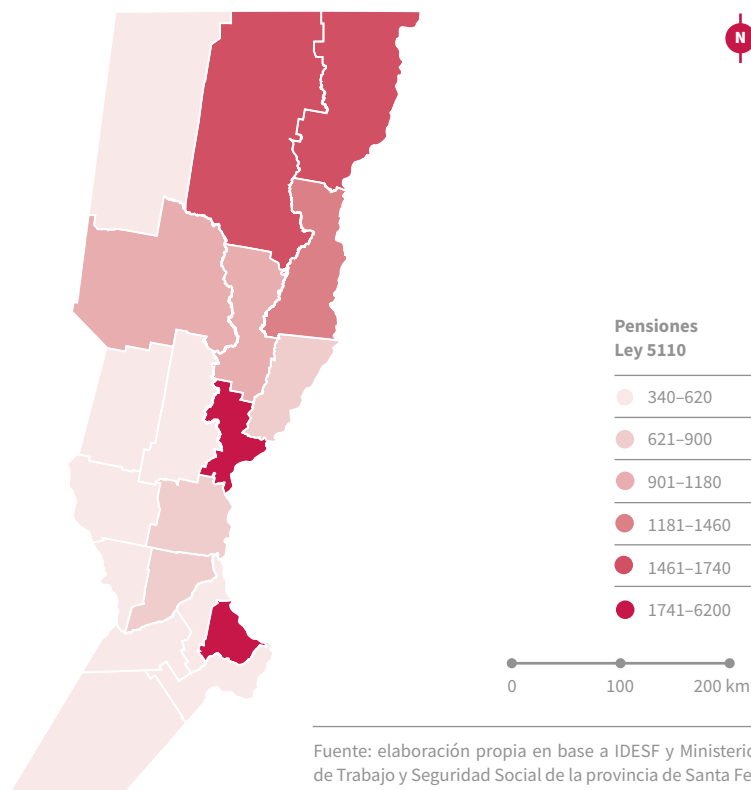 N
Pensiones
Ley 5110
340–620
621–900
901–1180
1181–1460
1461–1740
1741–6200
0 100 200 km
Fuente: elaboración propia en base a IDESF y Ministerio
de Trabajo y Seguridad Social de la provincia de Santa Fe